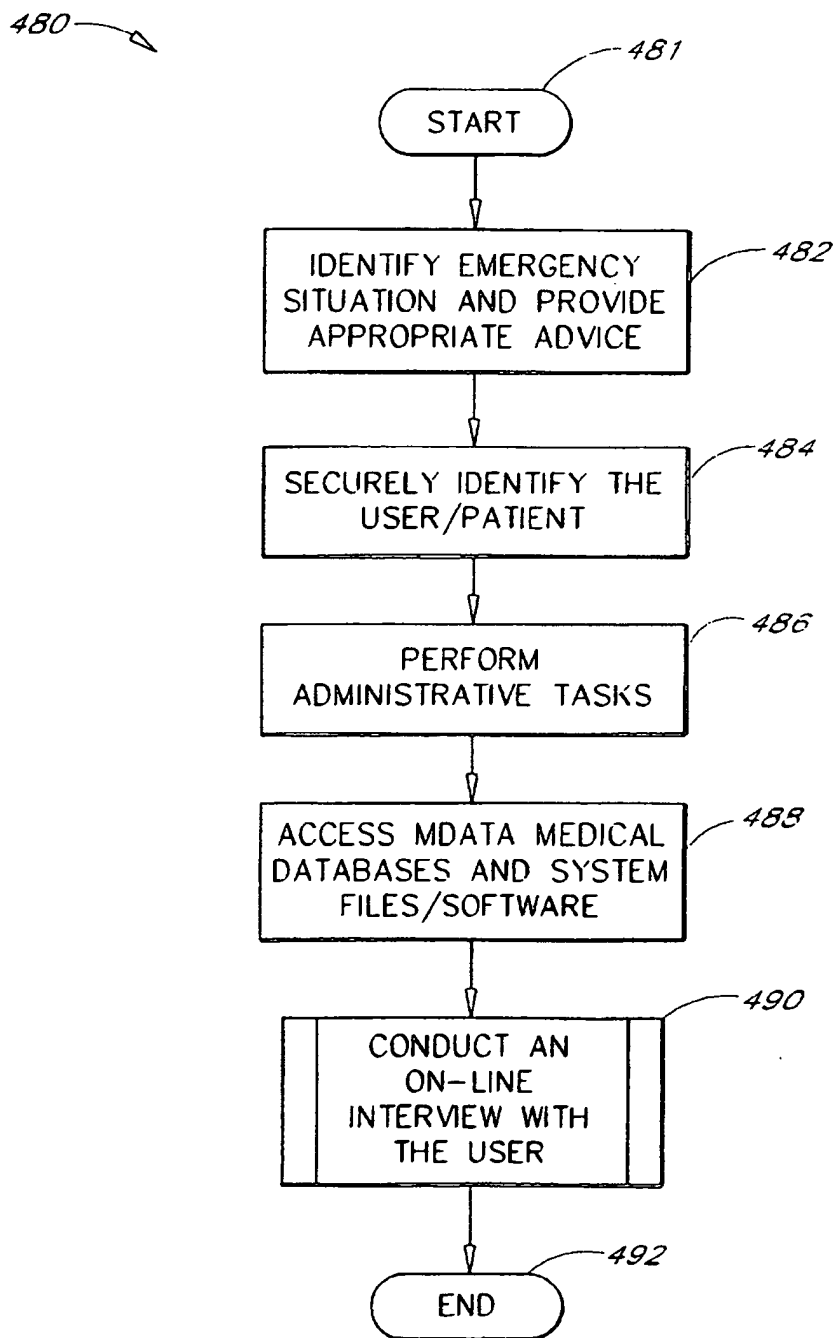 480
481
START
482
IDENTIFY EMERGENCY
SITUATION AND PROVIDE
APPROPRIATE ADVICE
484
SECURELY IDENTIFY THE
USER/PATIENT
486
PERFORM
ADMINISTRATIVE TASKS
488
ACCESS MDATA MEDICAL
DATABASES AND SYSTEM
FILES/SOFTWARE
490
CONDUCT AN
ON-LINE
INTERVIEW WITH
THE USER
492
END